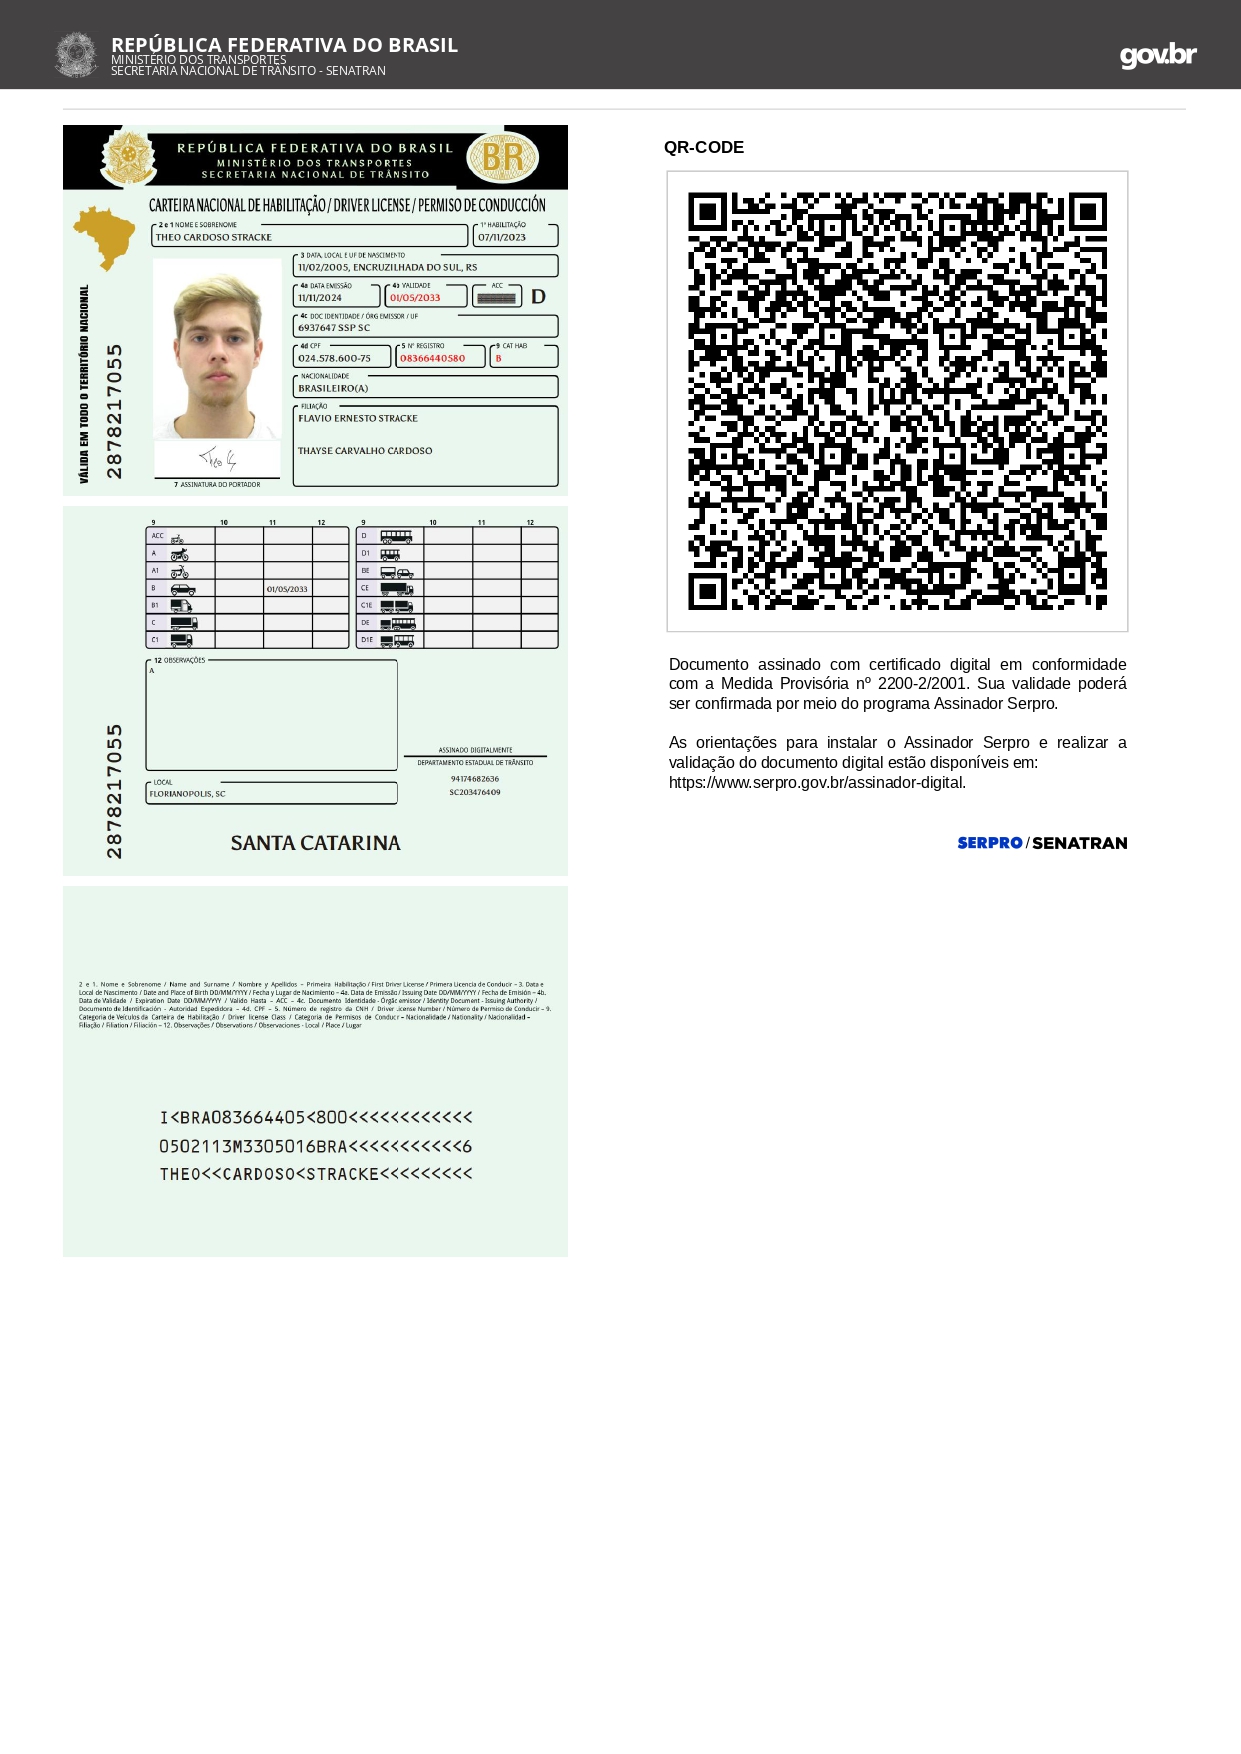 REPÚBLICA FEDERATIVA DO BRASIL
MINISTÉRIO DOS TRANSPORTES
SECRETARIA NACIONAL DE TRÂNSITO - SENATRAN
gov.br
REPÚBLICA FEDERATIVA DO BRASIL
MINISTÉRIO DOS TRANSPORTES
SECRETARIA NACIONAL DE TRÂNSITO
BR
CARTEIRA NACIONAL DE HABILITAÇÃO / DRIVER LICENSE / PERMISO DE CONDUCCIÓN
2 e 1 NOME E SOBRENOME
THEO CARDOSO STRACKE
1ª HABILITAÇÃO
07/11/2023
3 DATA, LOCAL E UF DE NASCIMENTO
11/02/2005, ENCRUZILHADA DO SUL, RS
4a DATA EMISSÃO
11/11/2024
4b VALIDADE
01/05/2033
ACC
D
4c DOC IDENTIDADE / ÓRG EMISSOR / UF
6937647 SSP SC
4d CPF
024.578.600-75
5 Nº REGISTRO
08366440580
9 CAT HAB
B
NACIONALIDADE
BRASILEIRO(A)
FILIAÇÃO
FLAVIO ERNESTO STRACKE
THAYSE CARVALHO CARDOSO
7 ASSINATURA DO PORTADOR
VÁLIDA EM TODO O TERRITÓRIO NACIONAL
2878217055
9 10 11 12
ACC
A
A1
B 01/05/2033
B1
C
C1
9 10 11 12
D
D1
BE
CE
C1E
DE
D1E
12 OBSERVAÇÕES
A
LOCAL
FLORIANOPOLIS, SC
ASSINADO DIGITALMENTE
DEPARTAMENTO ESTADUAL DE TRÂNSITO
94174682636
SC203476409
2878217055
SANTA CATARINA
2 e 1. Nome e Sobrenome / Name and Surname / Nombre y Apellidos – Primeira Habilitação / First Driver License / Primera Licencia de Conducir – 3. Data e
Local de Nascimento / Date and Place of Birth DD/MM/YYYY / Fecha y Lugar de Nacimiento – 4a. Data de Emissão / Issuing Date DD/MM/YYYY / Fecha de Emisión – 4b.
Data de Validade / Expiration Date DD/MM/YYYY / Valido Hasta – ACC – 4c. Documento Identidade - Órgão emissor / Identity Document - Issuing Authority /
Documento de Identificación - Autoridad Expedidora – 4d. CPF – 5. Número de registro da CNH / Driver License Number / Número de Permiso de Conducir – 9.
Categoria de Veículos da Carteira de Habilitação / Driver license Class / Categoria de Permisos de Conducir – Nacionalidade / Nationality / Nacionalidad –
Filiação / Filiation / Filiación – 12. Observações / Observations / Observaciones - Local / Place / Lugar
I<BRA083664405<800<<<<<<<<<<<<
0502113M3305016BRA<<<<<<<<<<<6
THEO<<CARDOSO<STRACKE<<<<<<<<<
QR-CODE
Documento assinado com certificado digital em conformidade
com a Medida Provisória nº 2200-2/2001. Sua validade poderá
ser confirmada por meio do programa Assinador Serpro.
As orientações para instalar o Assinador Serpro e realizar a
validação do documento digital estão disponíveis em:
https://www.serpro.gov.br/assinador-digital.
SERPRO / SENATRAN